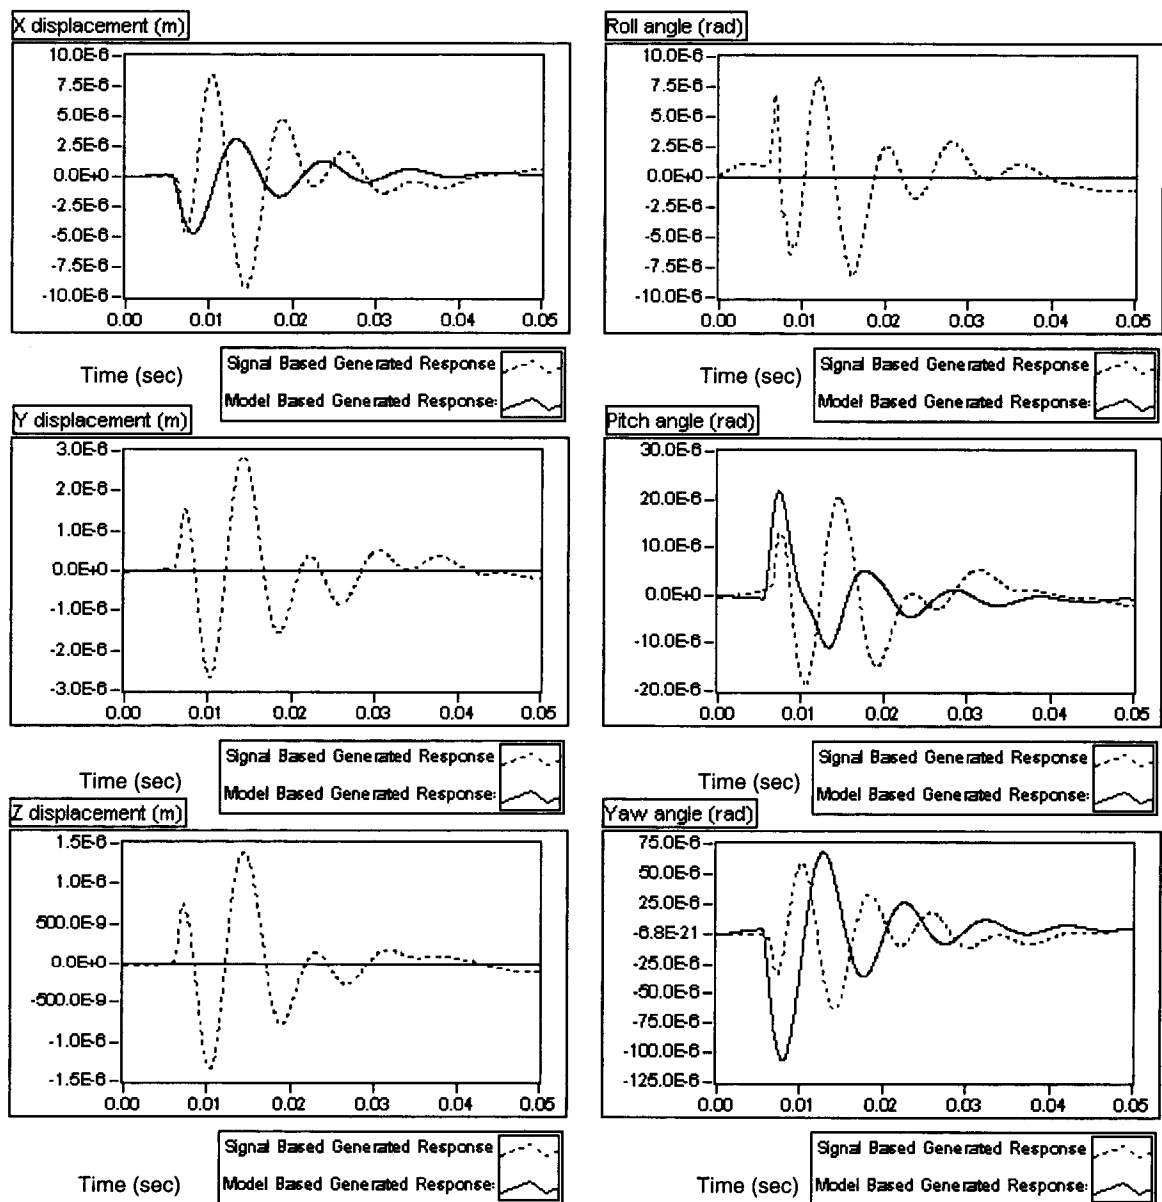 X displacement (m)
10.0E-6
7.5E-6
5.0E-6
2.5E-6
0.0E+0
-2.5E-6
-5.0E-6
-7.5E-6
-10.0E-6
0.00 0.01 0.02 0.03 0.04 0.05
Time (sec)
Signal Based Generated Response
Model Based Generated Response:
Roll angle (rad)
10.0E-6
7.5E-6
5.0E-6
2.5E-6
0.0E+0
-2.5E-6
-5.0E-6
-7.5E-6
-10.0E-6
0.00 0.01 0.02 0.03 0.04 0.05
Time (sec)
Signal Based Generated Response
Model Based Generated Response:
Y displacement (m)
3.0E-6
2.0E-6
1.0E-6
0.0E+0
-1.0E-6
-2.0E-6
-3.0E-6
0.00 0.01 0.02 0.03 0.04 0.05
Time (sec)
Signal Based Generated Response
Model Based Generated Response:
Pitch angle (rad)
30.0E-6
20.0E-6
10.0E-6
0.0E+0
-10.0E-6
-20.0E-6
0.00 0.01 0.02 0.03 0.04 0.05
Time (sec)
Signal Based Generated Response
Model Based Generated Response:
Z displacement (m)
1.5E-6
1.0E-6
500.0E-9
0.0E+0
-500.0E-9
-1.0E-6
-1.5E-6
0.00 0.01 0.02 0.03 0.04 0.05
Time (sec)
Signal Based Generated Response
Model Based Generated Response:
Yaw angle (rad)
75.0E-6
50.0E-6
25.0E-6
-6.8E-21
-25.0E-6
-50.0E-6
-75.0E-6
-100.0E-6
-125.0E-6
0.00 0.01 0.02 0.03 0.04 0.05
Time (sec)
Signal Based Generated Response
Model Based Generated Response: